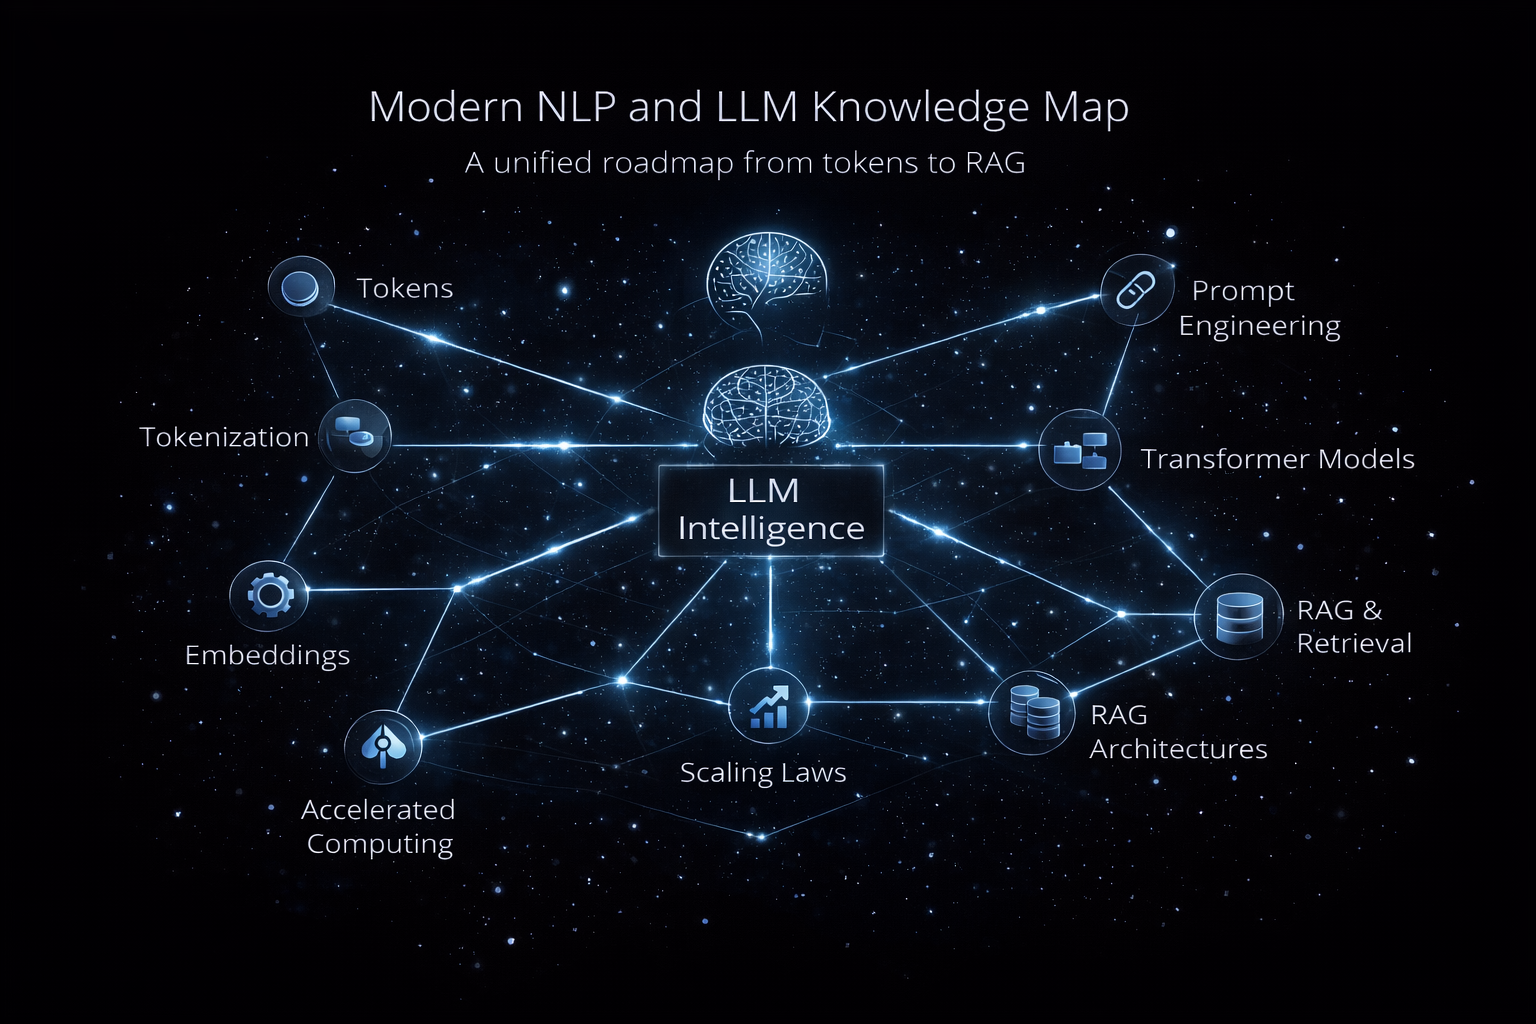 Modern NLP and LLM Knowledge Map
A unified roadmap from tokens to RAG
Tokens
Prompt
Engineering
Tokenization
Transformer Models
LLM
Intelligence
Embeddings
RAG &
Retrieval
Scaling Laws
RAG
Architectures
Accelerated
Computing